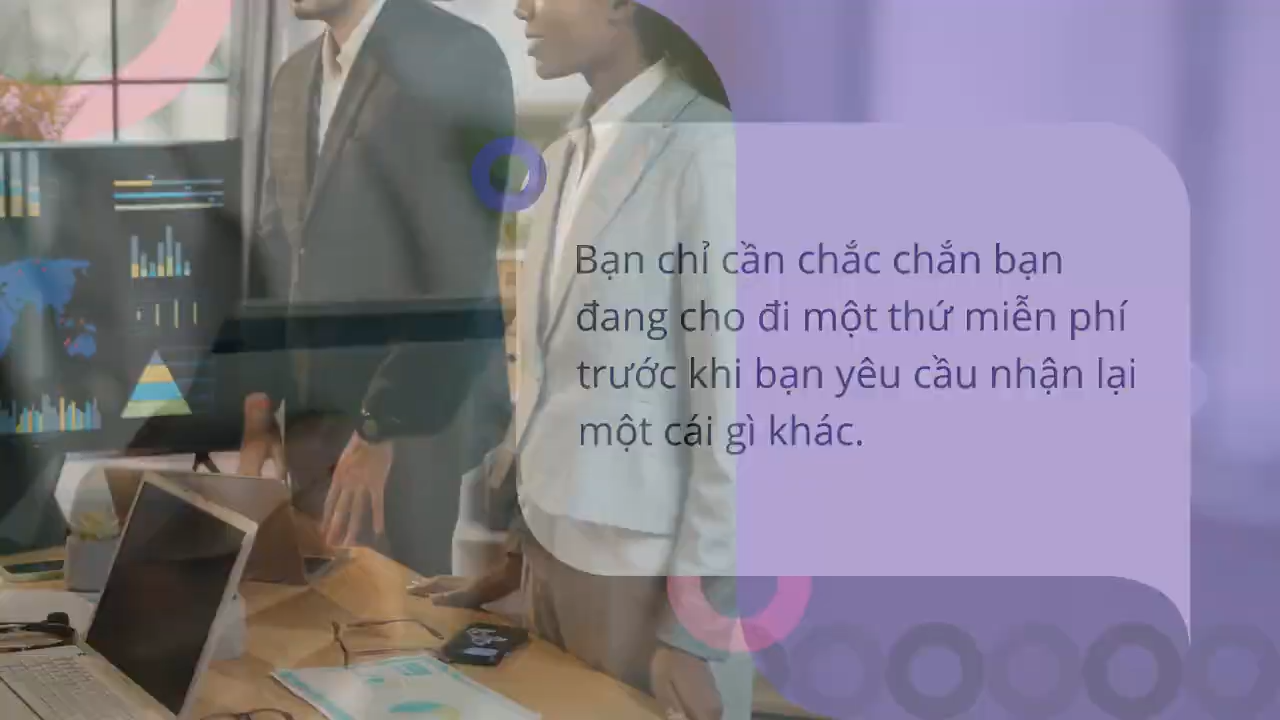 Bạn chỉ cần chắc chắn bạn
đang cho đi một thứ miễn phí
trước khi bạn yêu cầu nhận lại
một cái gì khác.